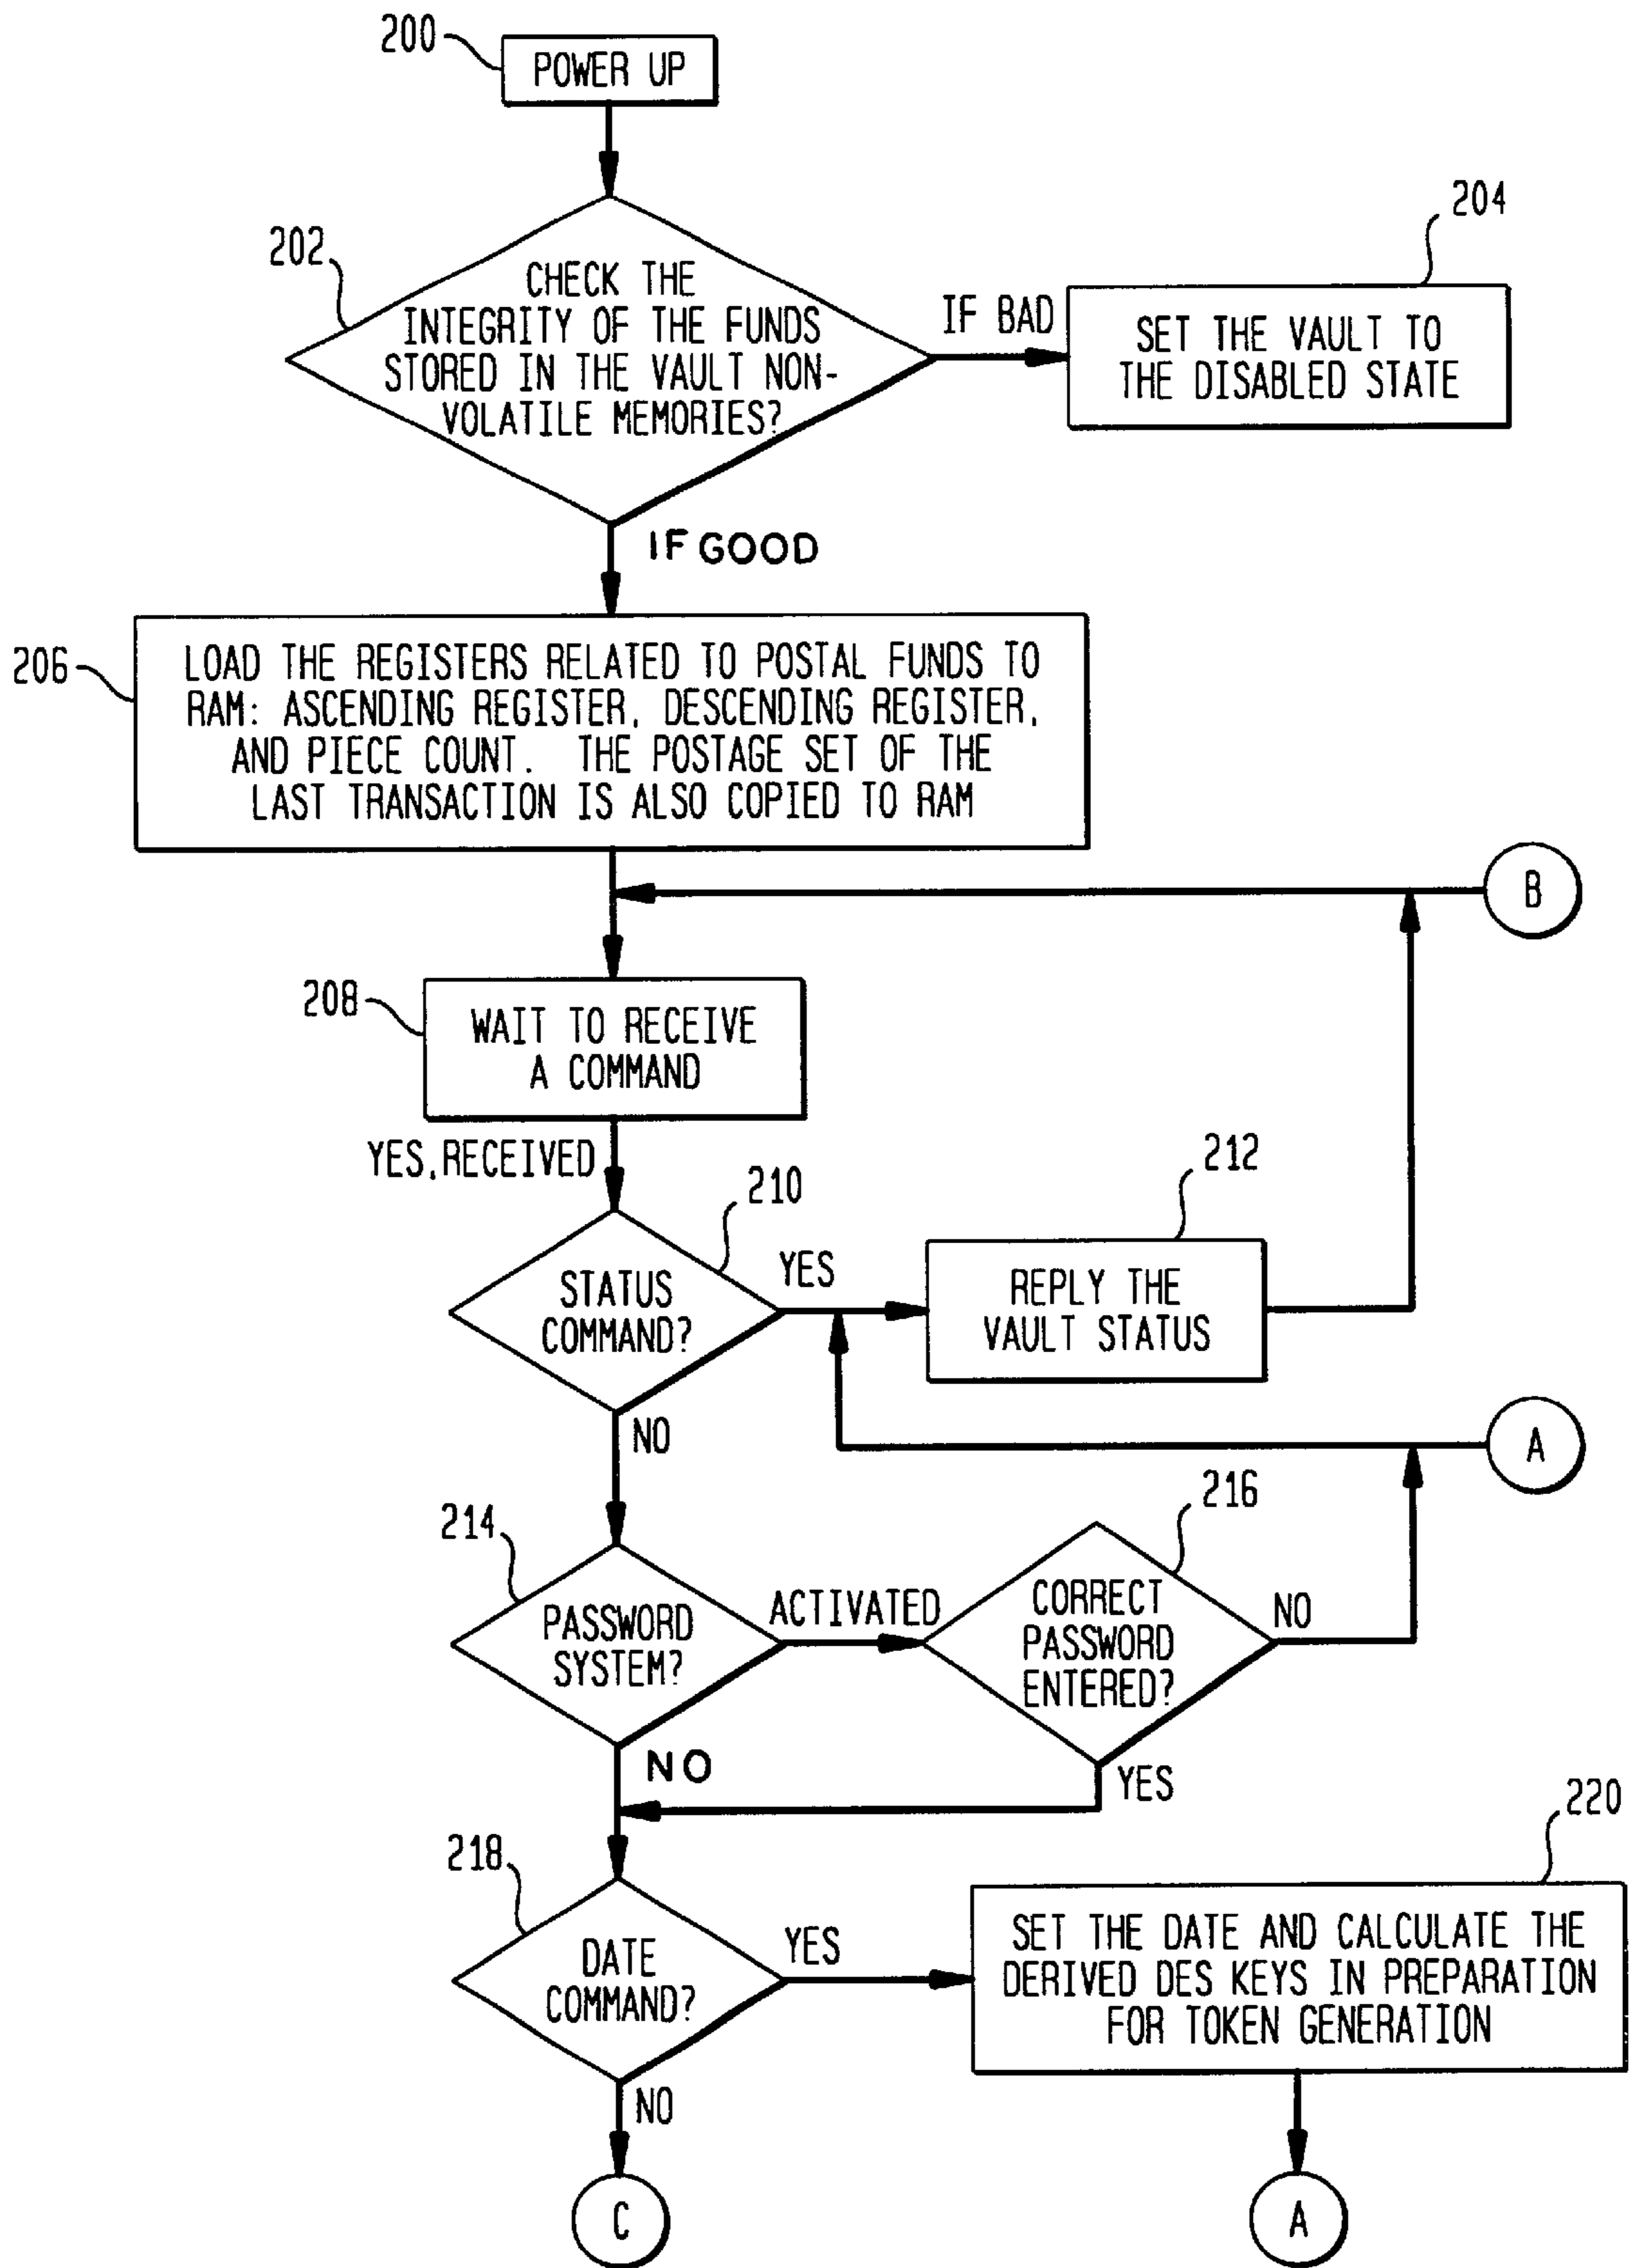 200
POWER UP
202
CHECK THE
INTEGRITY OF THE FUNDS
STORED IN THE VAULT NON-
VOLATILE MEMORIES?
IF BAD
204
SET THE VAULT TO
THE DISABLED STATE
IF GOOD
206
LOAD THE REGISTERS RELATED TO POSTAL FUNDS TO
RAM: ASCENDING REGISTER, DESCENDING REGISTER,
AND PIECE COUNT. THE POSTAGE SET OF THE
LAST TRANSACTION IS ALSO COPIED TO RAM
B
208
WAIT TO RECEIVE
A COMMAND
YES, RECEIVED
210
STATUS
COMMAND?
YES
212
REPLY THE
VAULT STATUS
NO
A
214
PASSWORD
SYSTEM?
ACTIVATED
216
CORRECT
PASSWORD
ENTERED?
NO
NO
YES
218
DATE
COMMAND?
YES
220
SET THE DATE AND CALCULATE THE
DERIVED DES KEYS IN PREPARATION
FOR TOKEN GENERATION
NO
C
A